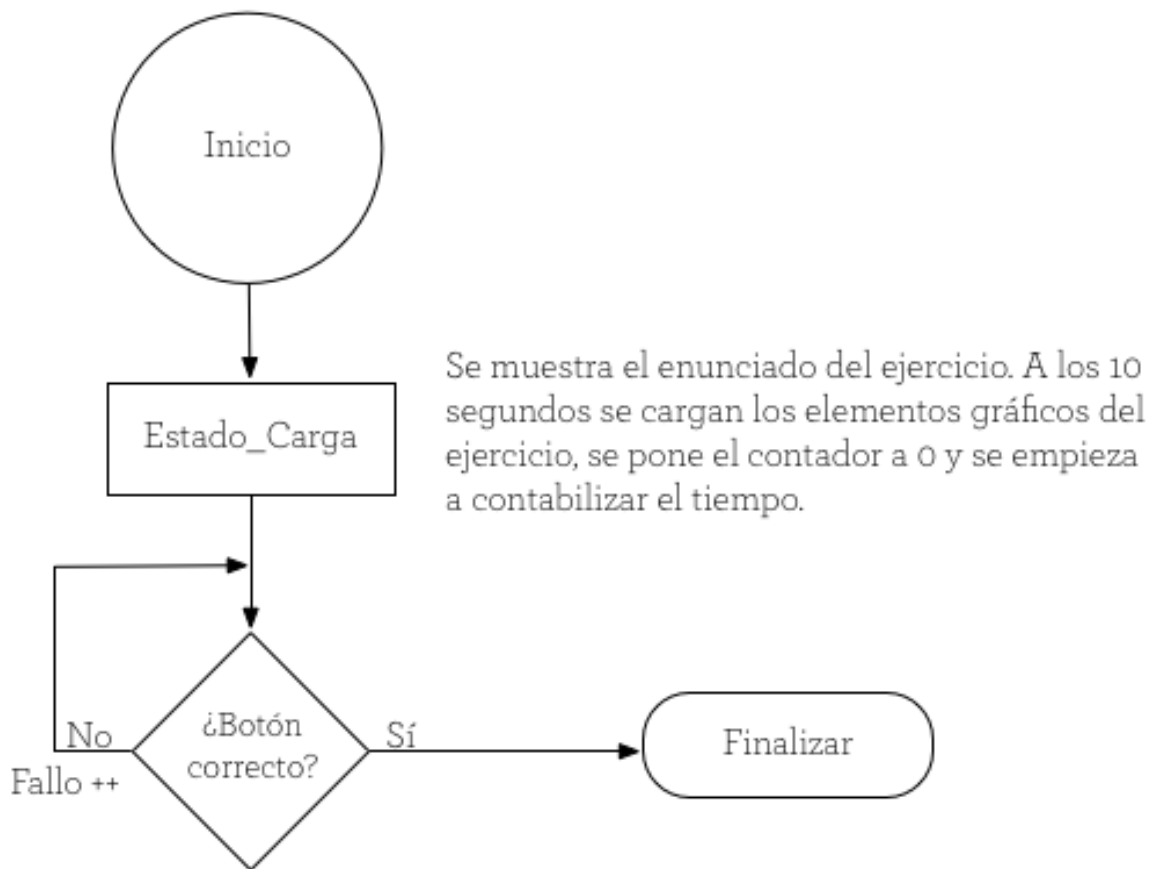 Inicio
Se muestra el enunciado del ejercicio. A los 10
segundos se cargan los elementos gráficos del
ejercicio, se pone el contador a 0 y se empieza
a contabilizar el tiempo.
Estado_Carga
No
Fallo ++
¿Botón
correcto?
Sí
Finalizar